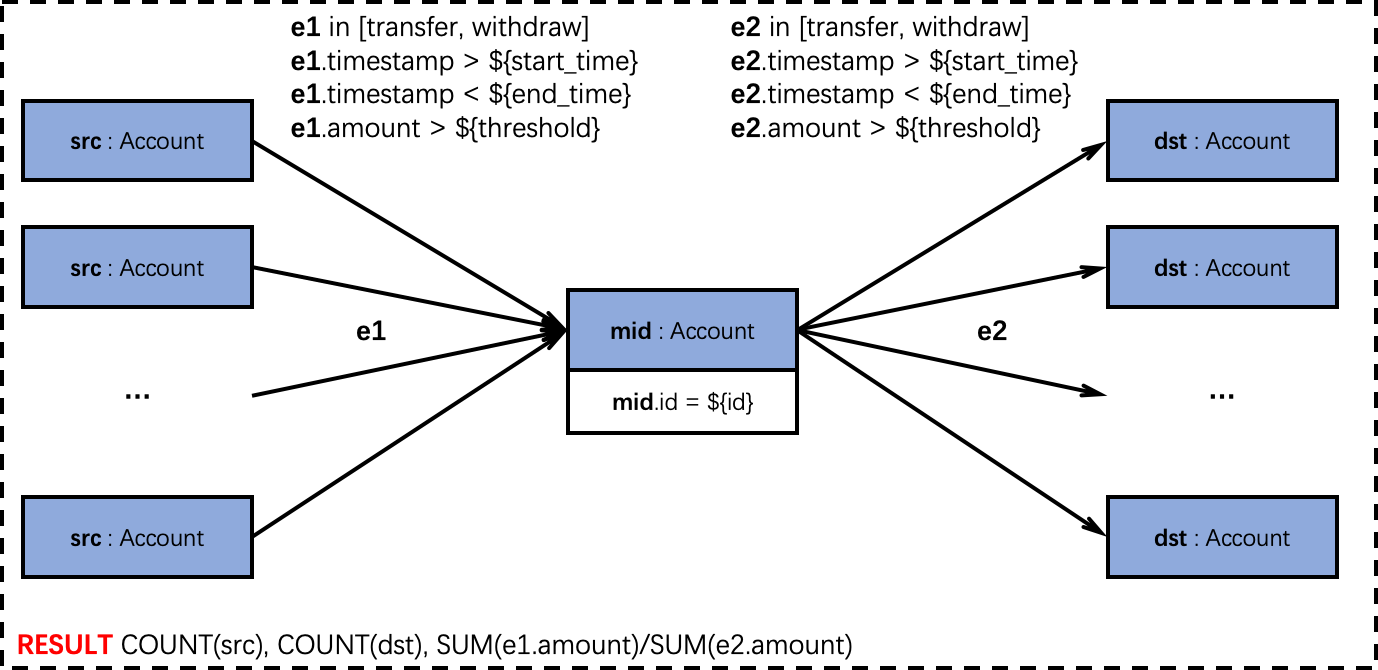 e1 in [transfer, withdraw]
e1.timestamp > ${start_time}
e1.timestamp < ${end_time}
e1.amount > ${threshold}
e2 in [transfer, withdraw]
e2.timestamp > ${start_time}
e2.timestamp < ${end_time}
e2.amount > ${threshold}
src : Account
src : Account
...
src : Account
e1
mid : Account
mid.id = ${id}
e2
dst : Account
dst : Account
...
dst : Account
RESULT COUNT(src), COUNT(dst), SUM(e1.amount)/SUM(e2.amount)